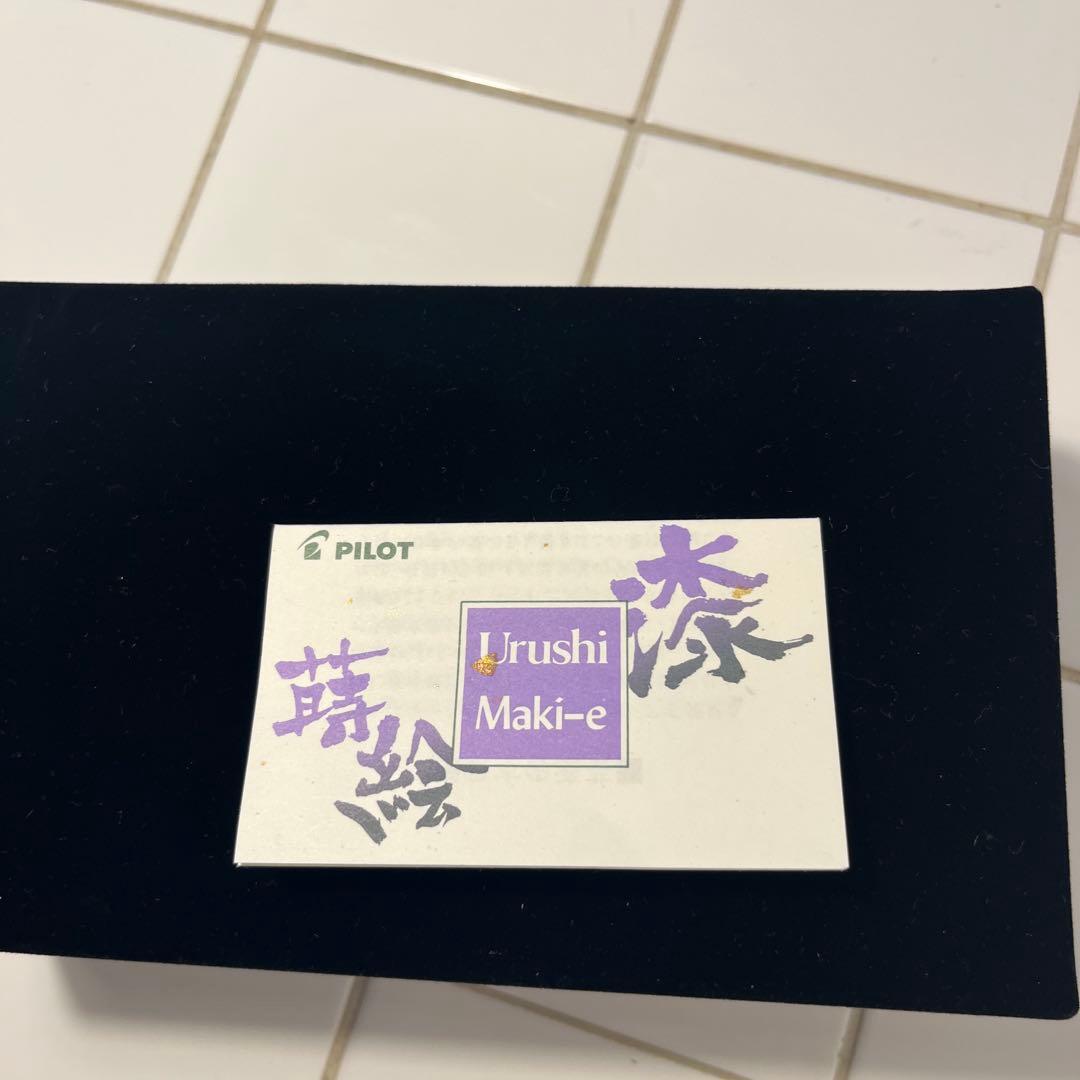 PILOT
漆
Urushi
Maki-e
蒔絵